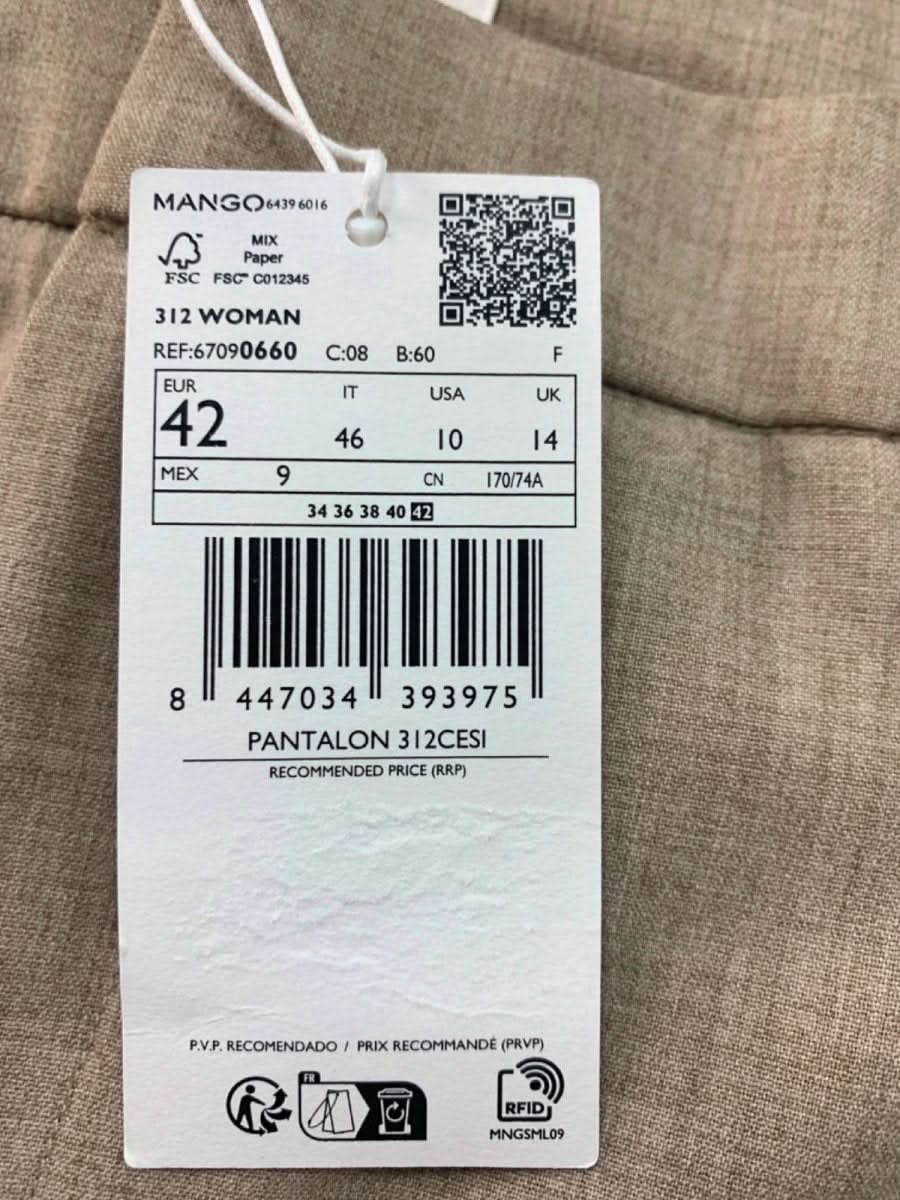 MANGO 6439 6016
MIX
Paper
FSC FSC™ C012345
312 WOMAN
REF:67090660 C:08 B:60 F
EUR IT USA UK
42 46 10 14
MEX 9 CN 170/74A
34 36 38 40 42
8 447034 393975
PANTALON 312CESI
RECOMMENDED PRICE (RRP)
P.V.P. RECOMENDADO / PRIX RECOMMANDÉ (PRVP)
FR
RFID
MNGSML09